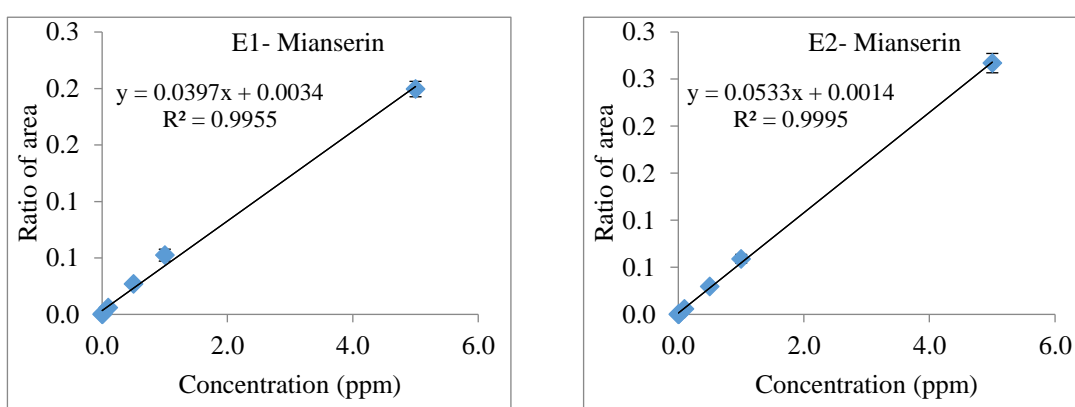 E1- Mianserin
y = 0.0397x + 0.0034
R² = 0.9955
Ratio of area
0.3
0.2
0.2
0.1
0.1
0.0
0.0 2.0 4.0 6.0
Concentration (ppm)
E2- Mianserin
y = 0.0533x + 0.0014
R² = 0.9995
Ratio of area
0.3
0.3
0.2
0.2
0.1
0.1
0.0
0.0 2.0 4.0 6.0
Concentration (ppm)